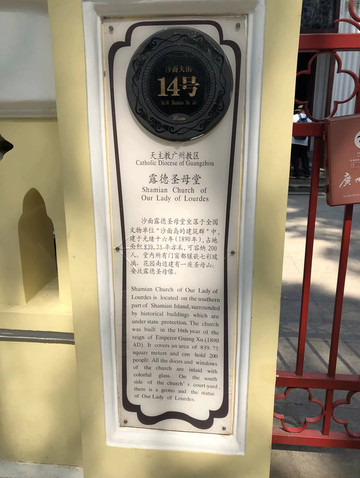 沙面大街
14号
天主教广州教区
Catholic Diocese of Guangzhou
露德圣母堂
Shamian Church of
Our Lady of Lourdes
沙面露德圣母堂座落于全国
文物单位“沙面岛的建筑群”中,
建于光绪十六年(1890年),占地
面积839.75平方米,可容纳200
人。堂内所有门窗都镶嵌七彩玻
璃,花园南边建有一座圣母山,
安放露德圣母像。
Shamian Church of Our Lady of
Lourdes is located on the southern
part of Shamian Island, surrounded
by historical buildings which are
under state protection. The church
was built in the 16th year of the
reign of Emperor Guang Xu (1890
AD). It covers an area of 839.75
square meters and can hold 200
people. All the doors and windows
of the church are inlaid with
colorful glass. On the south
side of the church's court-yard,
there is a grotto and the statue
of Our Lady of Lourdes.
广